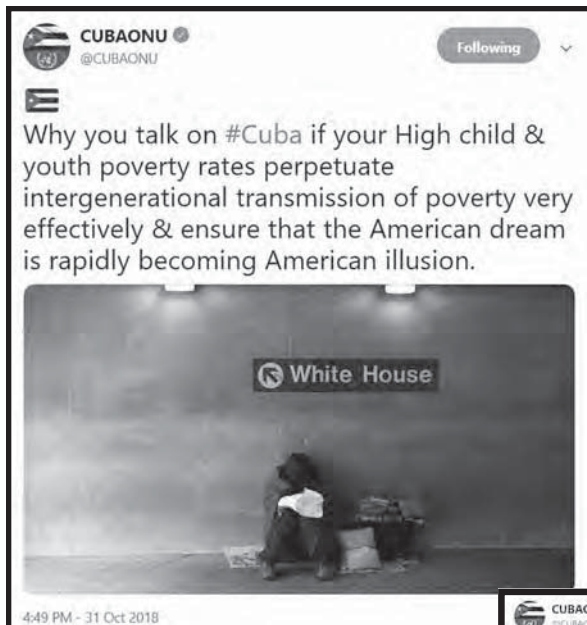 CUBAONU
@CUBAONU
Following
Why you talk on #Cuba if your High child &
youth poverty rates perpetuate
intergenerational transmission of poverty very
effectively & ensure that the American dream
is rapidly becoming American illusion.
White House
4:49 PM - 31 Oct 2018